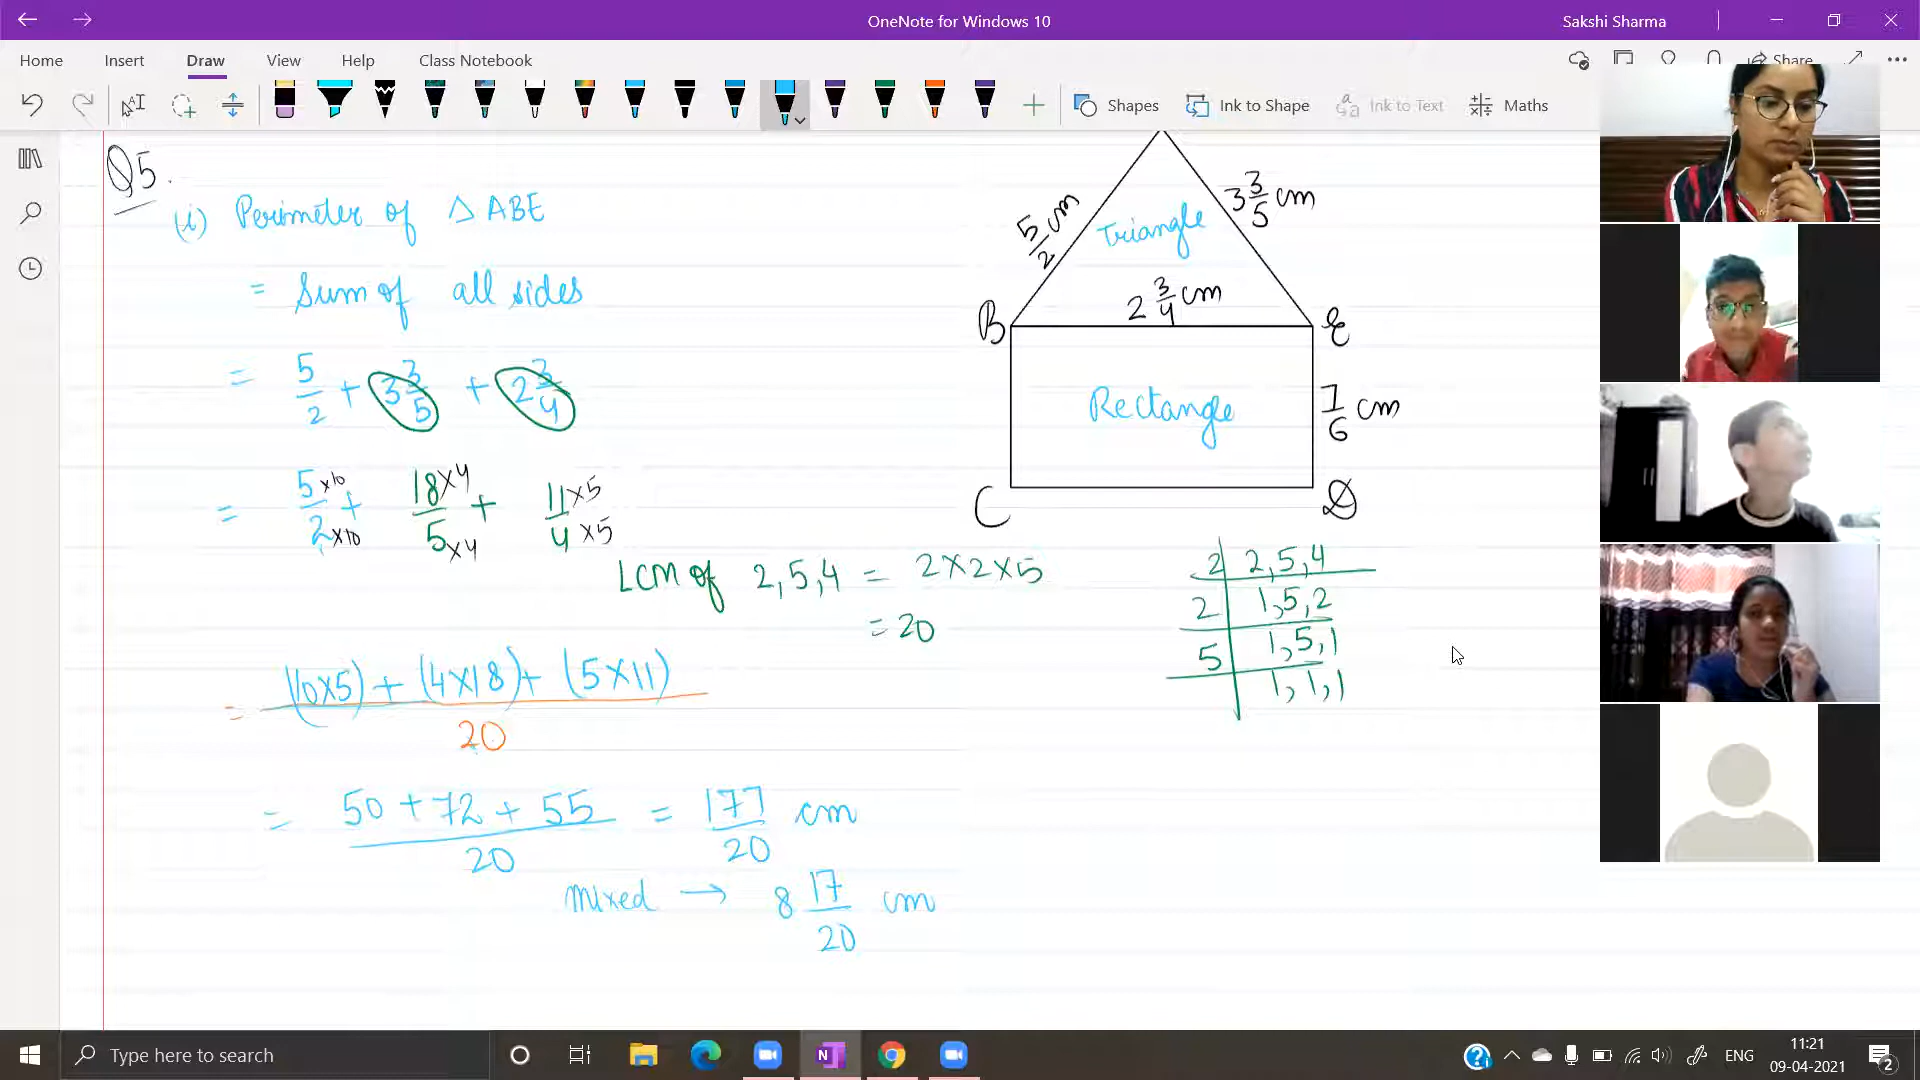 OneNote for Windows 10
Sakshi Sharma
Home Insert Draw View Help Class Notebook Share
Shapes Ink to Shape Ink to Text Maths
Q5.
(i) Perimeter of △ ABE
= Sum of all sides
= 5/2 + 3 3/5 + 2 3/4
= 5×10/2×10 + 18×4/5×4 + 11×5/4×5
LCM of 2,5,4 = 2×2×5
= 20
= (10×5) + (4×18) + (5×11)/20
= 50 + 72 + 55/20 = 177/20 cm
mixed → 8 17/20 cm
5/2 cm
3 3/5 cm
Triangle
2 3/4 cm
B E
Rectangle
7/6 cm
C D
2 2,5,4
2 1,5,2
5 1,5,1
1,1,1
Type here to search
ENG
11:21
09-04-2021
2